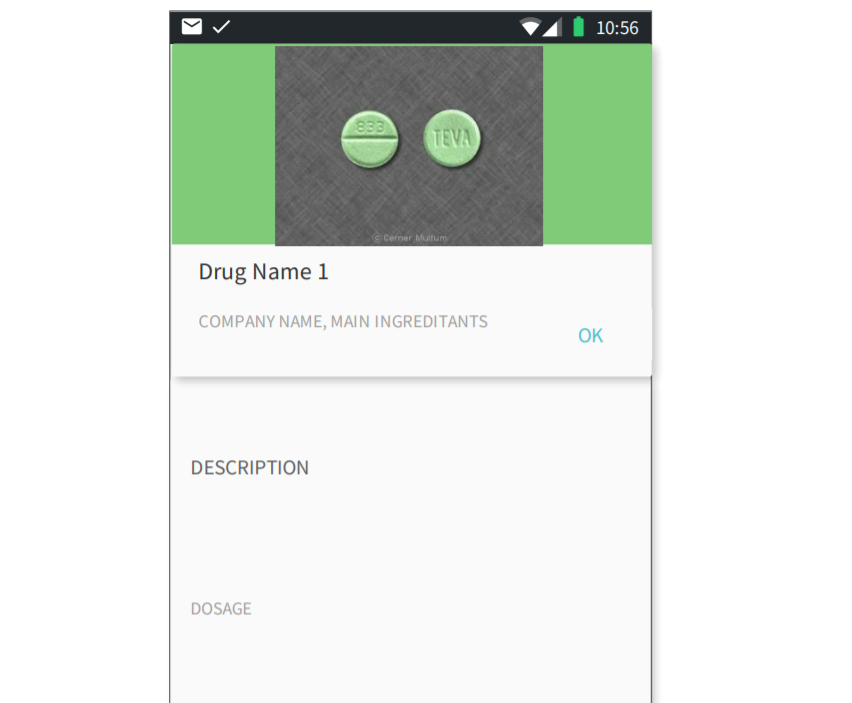 10:56
833
TEVA
© Cerner Multum
Drug Name 1
COMPANY NAME, MAIN INGREDITANTS
OK
DESCRIPTION
DOSAGE